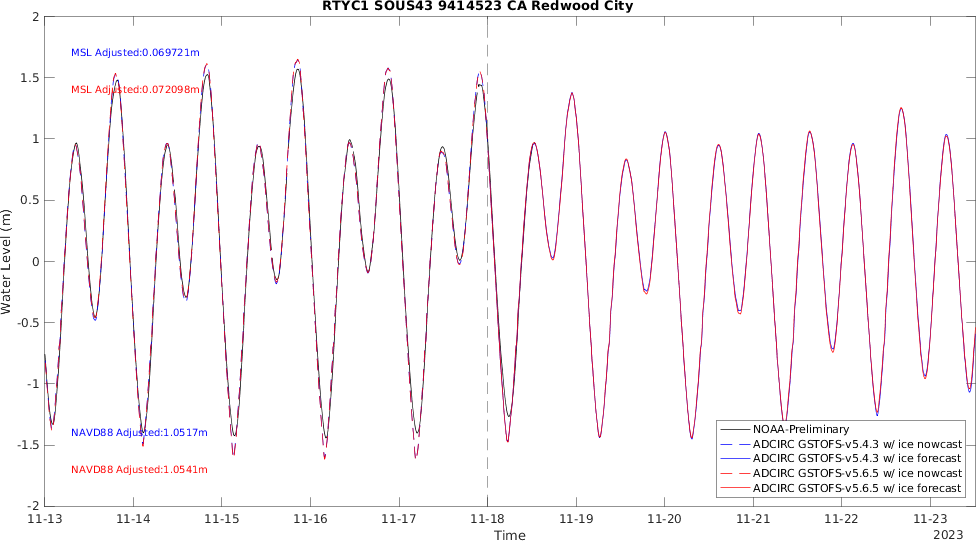 RTYC1 SOUS43 9414523 CA Redwood City
2
1.5
1
0.5
0
-0.5
-1
-1.5
-2
Water Level (m)
MSL Adjusted:0.069721m
MSL Adjusted:0.072098m
NAVD88 Adjusted:1.0517m
NAVD88 Adjusted:1.0541m
NOAA-Preliminary
ADCIRC GSTOFS-v5.4.3 w/ ice nowcast
ADCIRC GSTOFS-v5.4.3 w/ ice forecast
ADCIRC GSTOFS-v5.6.5 w/ ice nowcast
ADCIRC GSTOFS-v5.6.5 w/ ice forecast
11-13 11-14 11-15 11-16 11-17 11-18 11-19 11-20 11-21 11-22 11-23
Time
2023